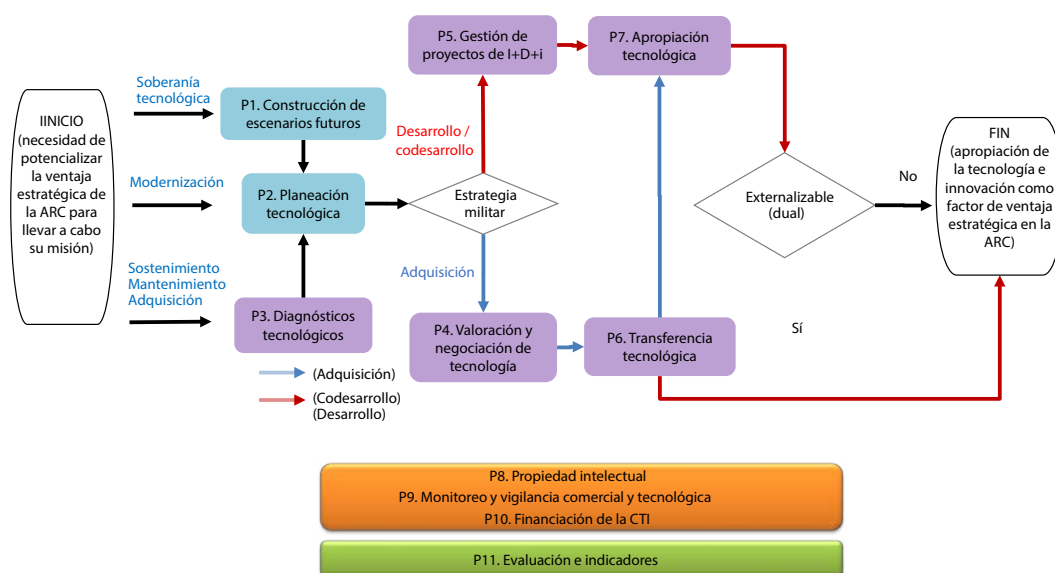 IINICIO
(necesidad de
potencializar
la ventaja
estratégica de
la ARC para
llevar a cabo
su misión)
Soberanía
tecnológica
Modernización
Sostenimiento
Mantenimiento
Adquisición
P1. Construcción de
escenarios futuros
P2. Planeación
tecnológica
P3. Diagnósticos
tecnológicos
(Adquisición)
(Codesarrollo)
(Desarrollo)
P5. Gestión de
proyectos de I+D+i
Desarrollo /
codesarrollo
Estrategia
militar
Adquisición
P4. Valoración y
negociación de
tecnología
P7. Apropiación
tecnológica
P6. Transferencia
tecnológica
Externalizable
(dual)
No
Sí
FIN
(apropiación de
la tecnología e
innovación como
factor de ventaja
estratégica en la
ARC)
P8. Propiedad intelectual
P9. Monitoreo y vigilancia comercial y tecnológica
P10. Financiación de la CTI
P11. Evaluación e indicadores